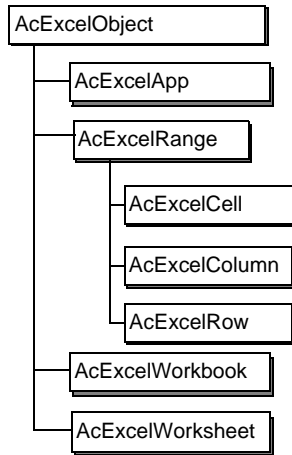 AcExcelObject
AcExcelApp
AcExcelRange
AcExcelCell
AcExcelColumn
AcExcelRow
AcExcelWorkbook
AcExcelWorksheet